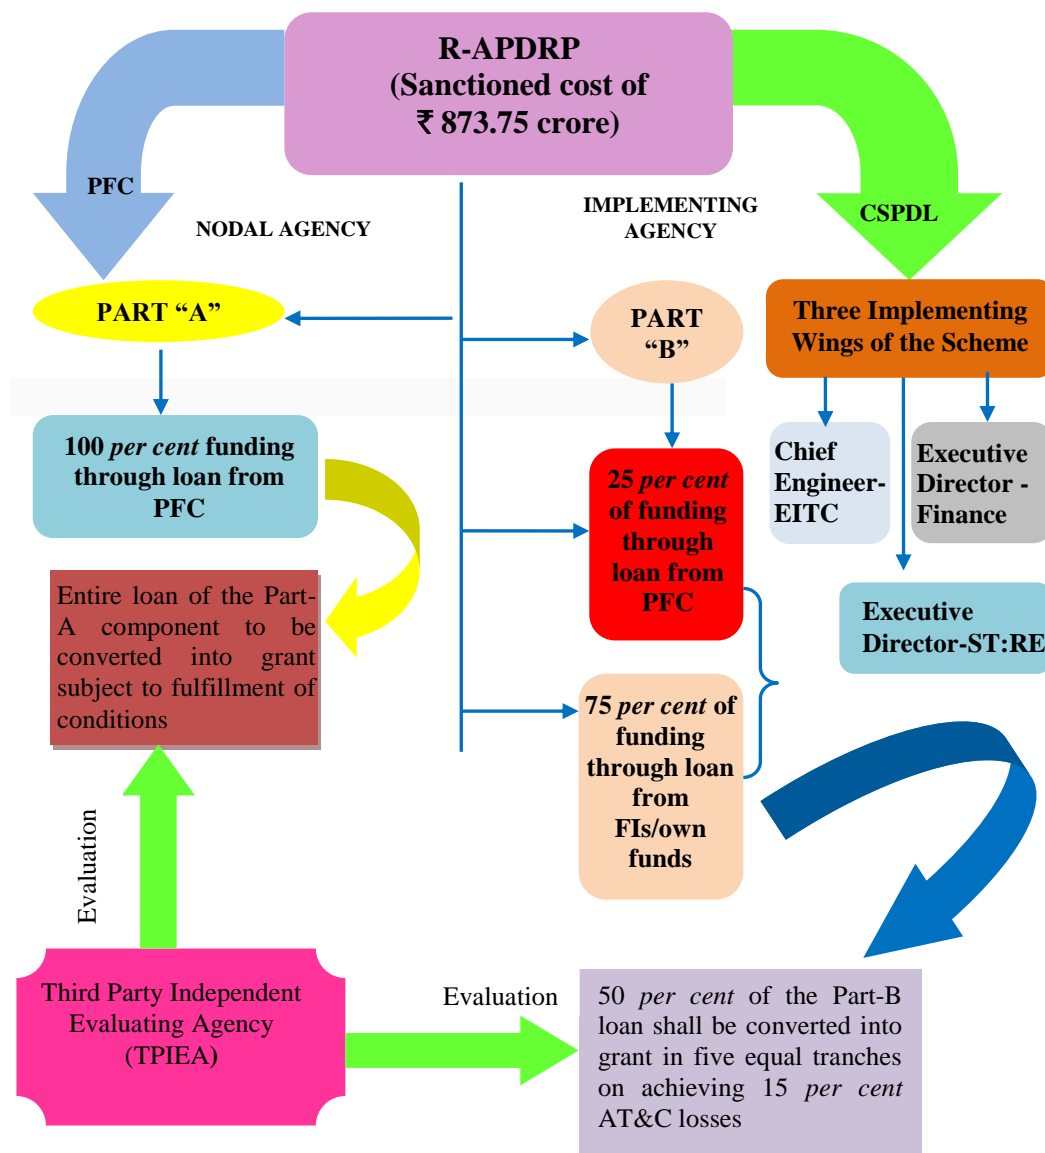 R-APDRP
(Sanctioned cost of
₹ 873.75 crore)
PFC
NODAL AGENCY
IMPLEMENTING
AGENCY
CSPDL
PART “A”
PART
“B”
Three Implementing
Wings of the Scheme
100 per cent funding
through loan from
PFC
25 per cent
of funding
through
loan from
PFC
Chief
Engineer-
EITC
Executive
Director -
Finance
Entire loan of the Part-
A component to be
converted into grant
subject to fulfillment of
conditions
Executive
Director-ST:RE
75 per cent of
funding
through loan
from
FIs/own
funds
Evaluation
Third Party Independent
Evaluating Agency
(TPIEA)
Evaluation
50 per cent of the Part-B
loan shall be converted into
grant in five equal tranches
on achieving 15 per cent
AT&C losses